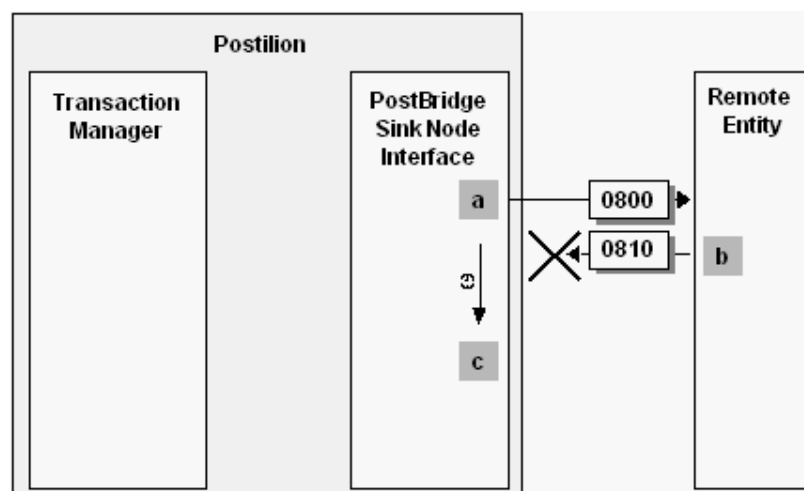 Postilion
Transaction
Manager
PostBridge
Sink Node
Interface
Remote
Entity
a
0800
0810
b
c